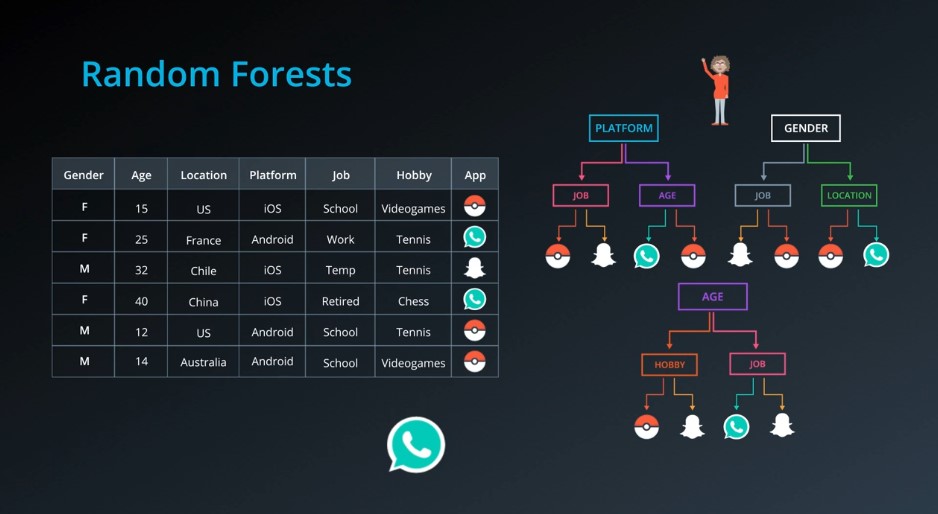 Random Forests
Gender Age Location Platform Job Hobby App
F 15 US iOS School Videogames
F 25 France Android Work Tennis
M 32 Chile iOS Temp Tennis
F 40 China iOS Retired Chess
M 12 US Android School Tennis
M 14 Australia Android School Videogames
PLATFORM
JOB AGE
GENDER
JOB LOCATION
AGE
HOBBY JOB